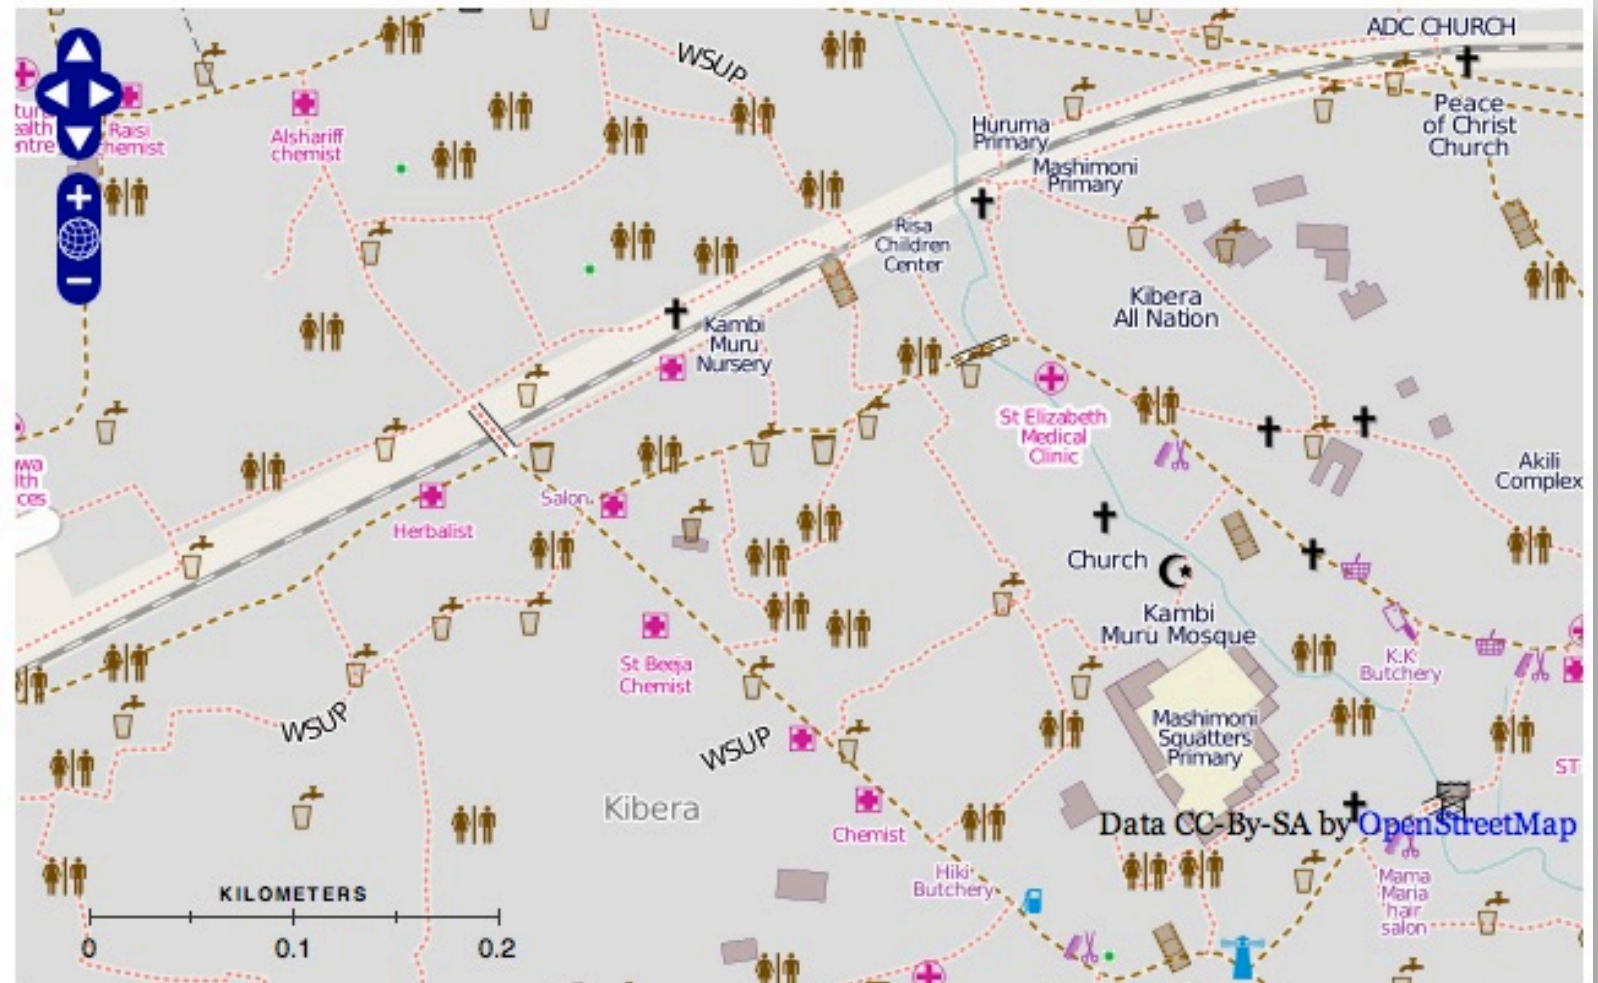 ADC CHURCH
WSUP
Peace
of Christ
Church
Huruma
Primary
Mashimoni
Primary
Raisi
Alshariff
chemist
Risa
Children
Center
Kibera
All Nation
Kambi
Muru
Nursery
St Elizabeth
Medical
Clinic
Akili
Complex
Salon
Herbalist
Church
Kambi
Muru Mosque
St Beeja
Chemist
K.K
Butchery
WSUP
WSUP
Mashimoni
Squatters
Primary
ST
Kibera
Chemist
Data CC-By-SA by OpenStreetMap
Hiki
Butchery
Mama
Maria
hair
salon
KILOMETERS
0 0.1 0.2